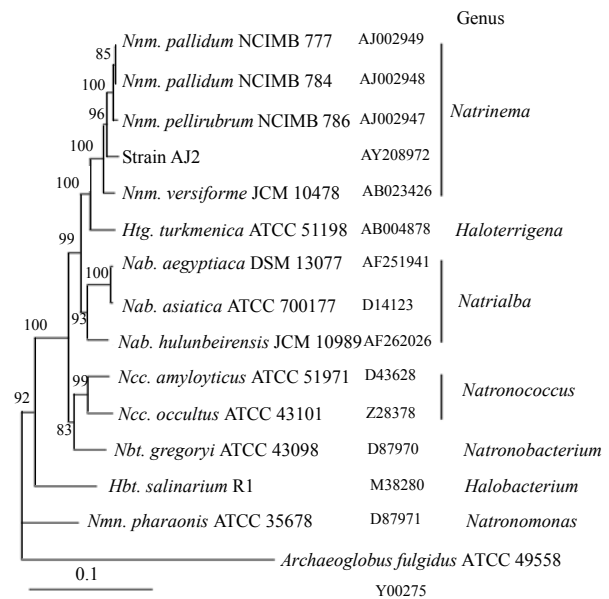 Genus
85
Nnm. pallidum NCIMB 777 AJ002949
100
Nnm. pallidum NCIMB 784 AJ002948
96
Nnm. pellirubrum NCIMB 786 AJ002947
Natrinema
100
Strain AJ2 AY208972
100
Nnm. versiforme JCM 10478 AB023426
99
Htg. turkmenica ATCC 51198 AB004878 Haloterrigena
100
Nab. aegyptiaca DSM 13077 AF251941
Nab. asiatica ATCC 700177 D14123 Natrialba
93
100
Nab. hulunbeirensis JCM 10989 AF262026
99
Ncc. amyloyticus ATCC 51971 D43628
Natronococcus
92
Ncc. occultus ATCC 43101 Z28378
83
Nbt. gregoryi ATCC 43098 D87970 Natronobacterium
Hbt. salinarium R1 M38280 Halobacterium
Nmn. pharaonis ATCC 35678 D87971 Natronomonas
Archaeoglobus fulgidus ATCC 49558
0.1
Y00275